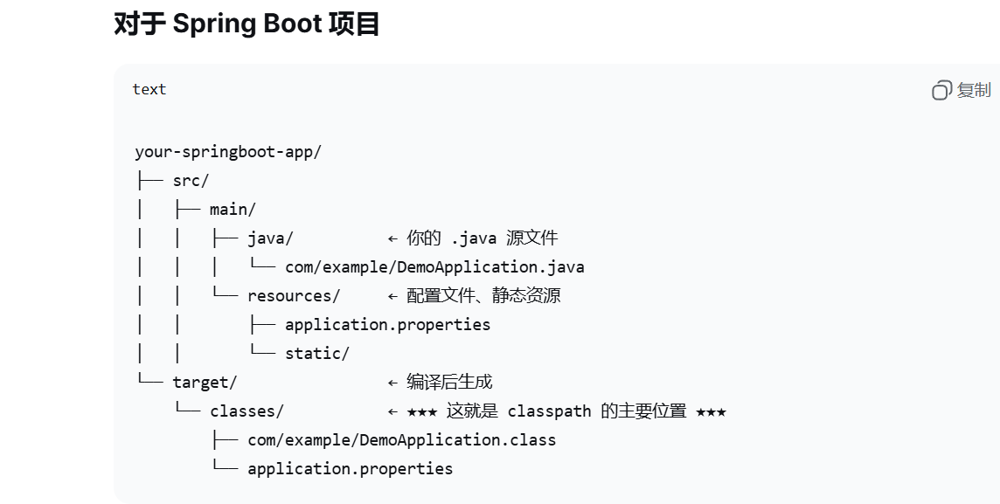 对于 Spring Boot 项目
text
复制
your-springboot-app/
├── src/
│   ├── main/
│   │   ├── java/          ← 你的 .java 源文件
│   │   │   └── com/example/DemoApplication.java
│   │   └── resources/     ← 配置文件、静态资源
│   │       ├── application.properties
│   │       └── static/
└── target/                ← 编译后生成
    └── classes/           ← ★★★ 这就是 classpath 的主要位置 ★★★
        ├── com/example/DemoApplication.class
        └── application.properties